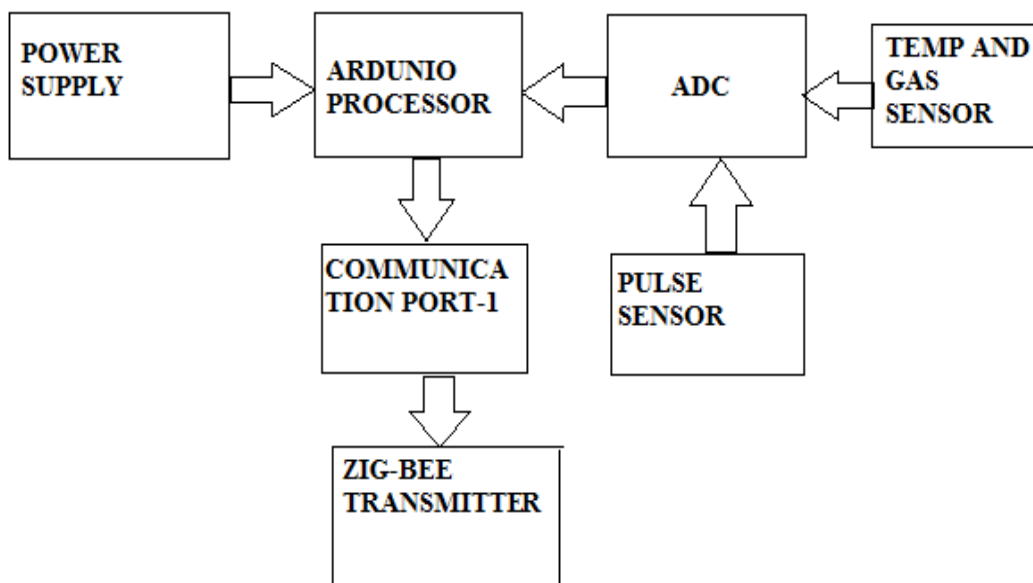 POWER
SUPPLY
ARDUNIO
PROCESSOR
ADC
TEMP AND
GAS
SENSOR
COMMUNICA
TION PORT-1
PULSE
SENSOR
ZIG-BEE
TRANSMITTER